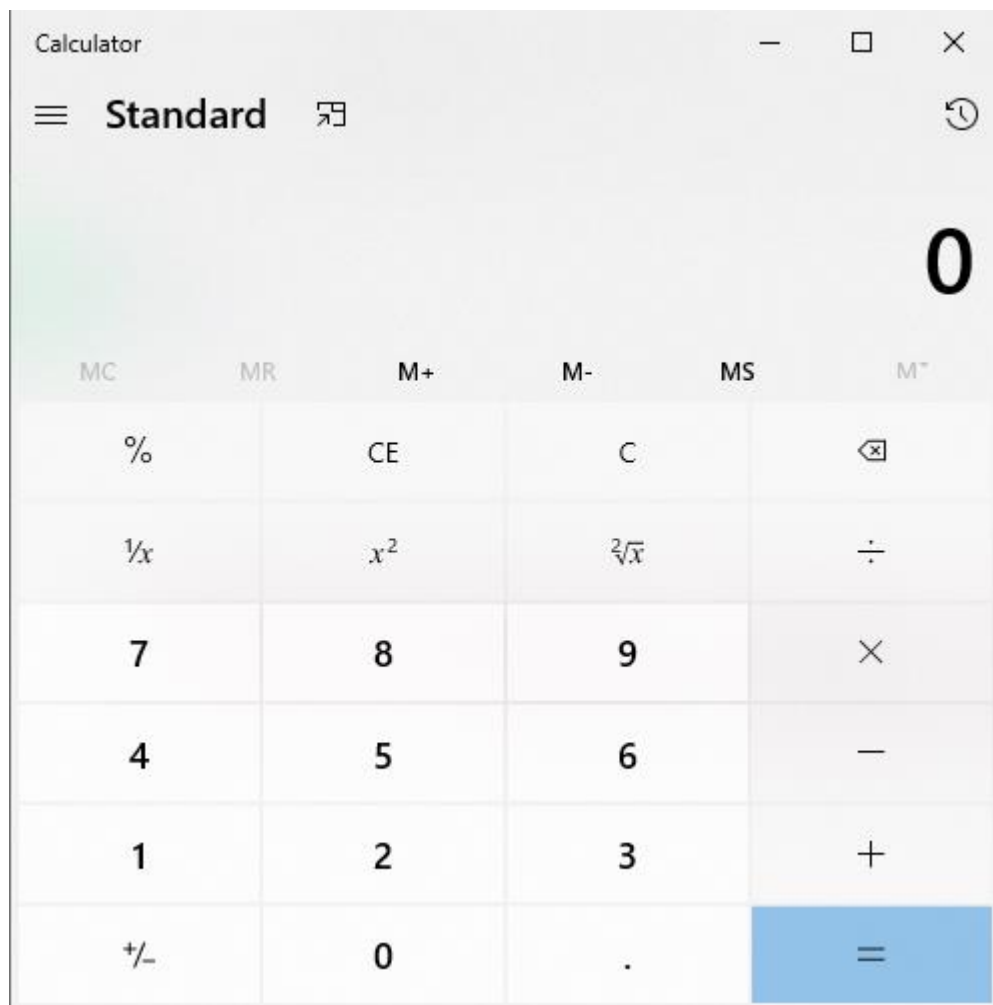 Calculator
Standard
0
MC MR M+ M- MS M˅
% CE C
¹/x x² ²√x ÷
7 8 9 ×
4 5 6 −
1 2 3 +
+/− 0 . =